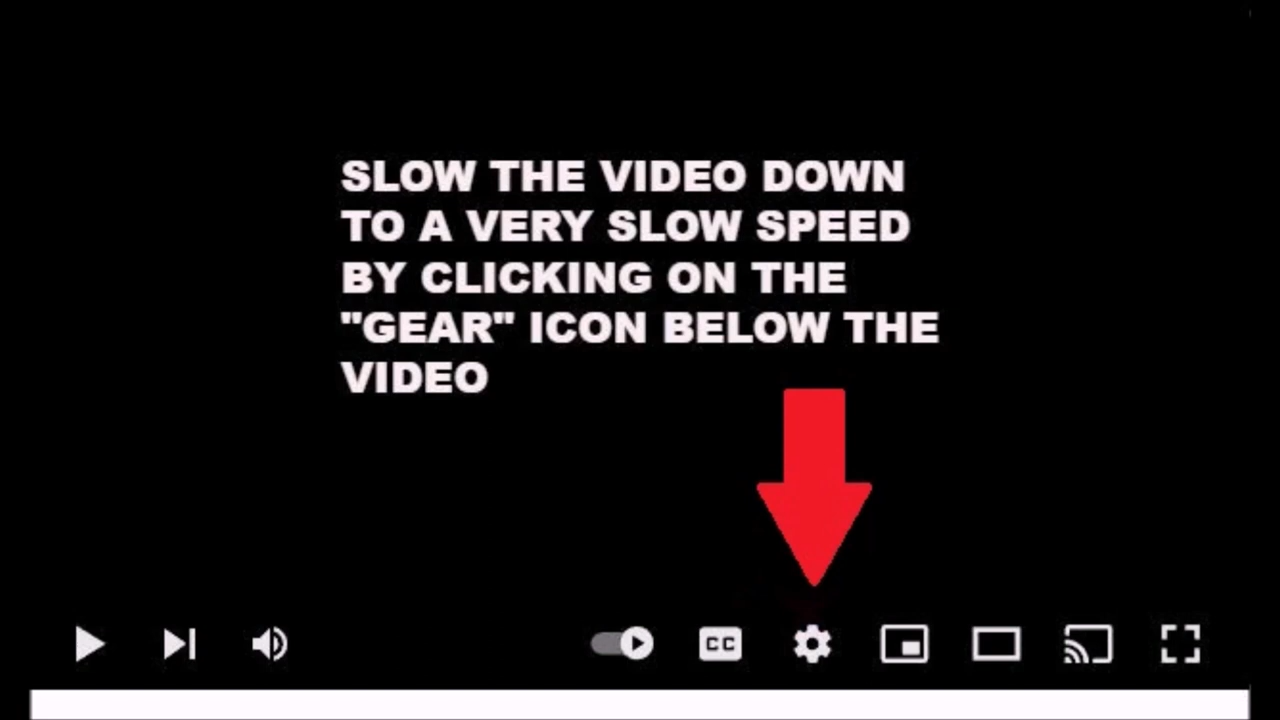 SLOW THE VIDEO DOWN
TO A VERY SLOW SPEED
BY CLICKING ON THE
"GEAR" ICON BELOW THE
VIDEO
CC